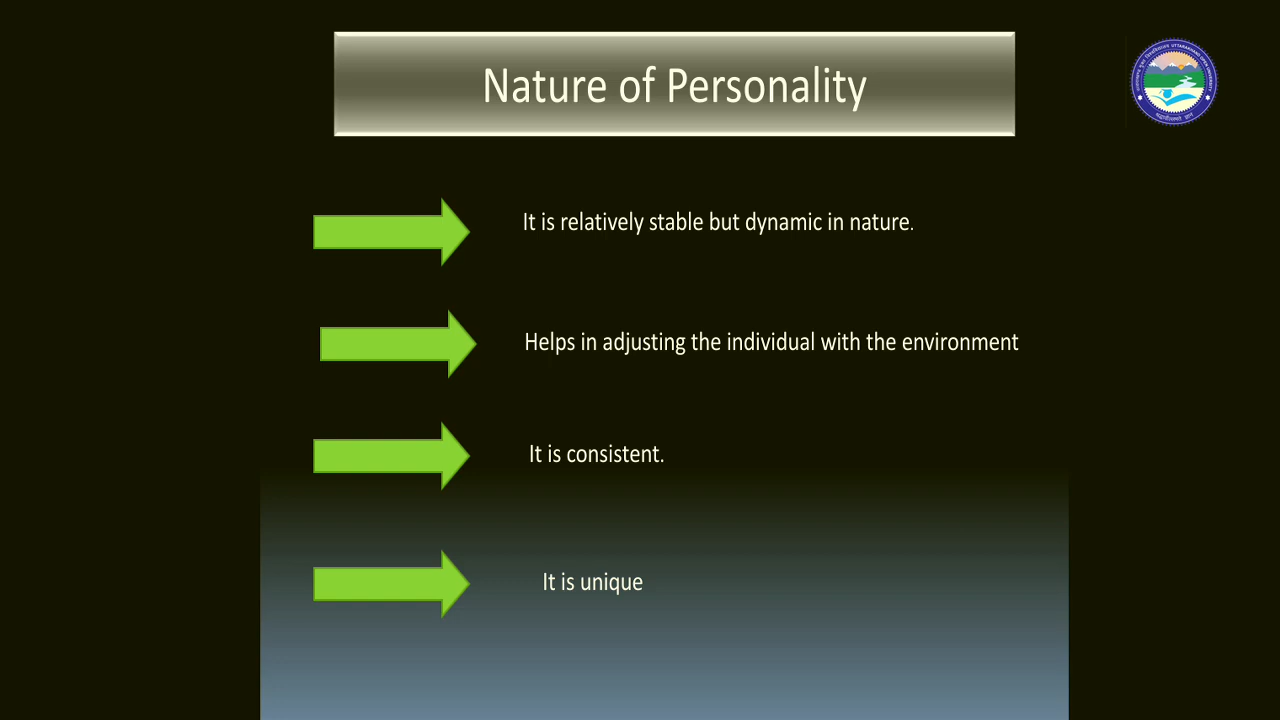 Nature of Personality
It is relatively stable but dynamic in nature.
Helps in adjusting the individual with the environment
It is consistent.
It is unique